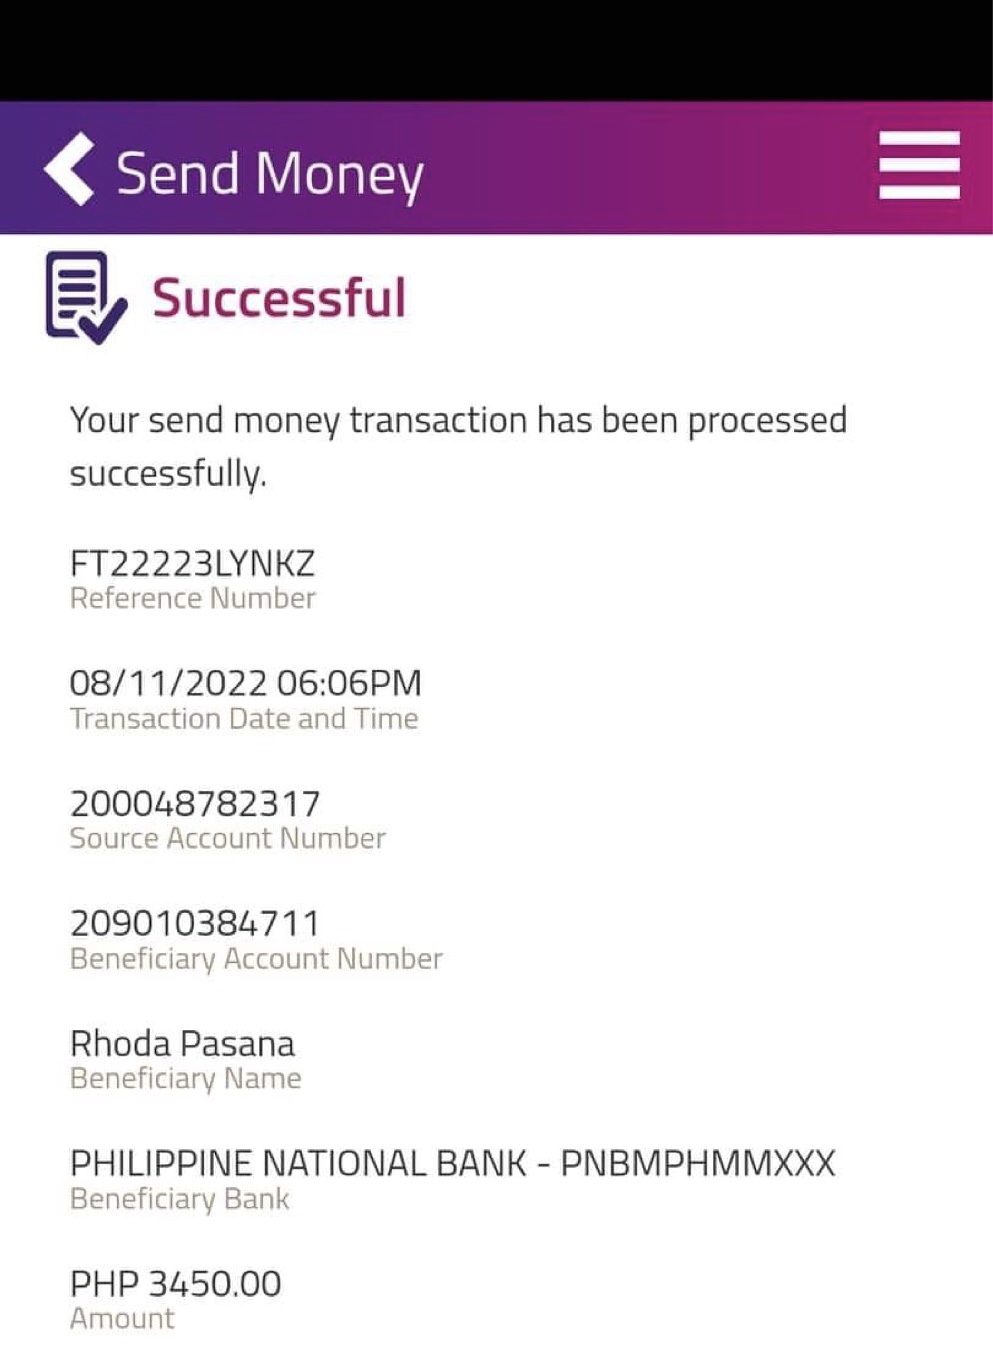 Send Money
Successful
Your send money transaction has been processed
successfully.
FT22223LYNKZ
Reference Number
08/11/2022 06:06PM
Transaction Date and Time
200048782317
Source Account Number
209010384711
Beneficiary Account Number
Rhoda Pasana
Beneficiary Name
PHILIPPINE NATIONAL BANK - PNBMPHMMXXX
Beneficiary Bank
PHP 3450.00
Amount